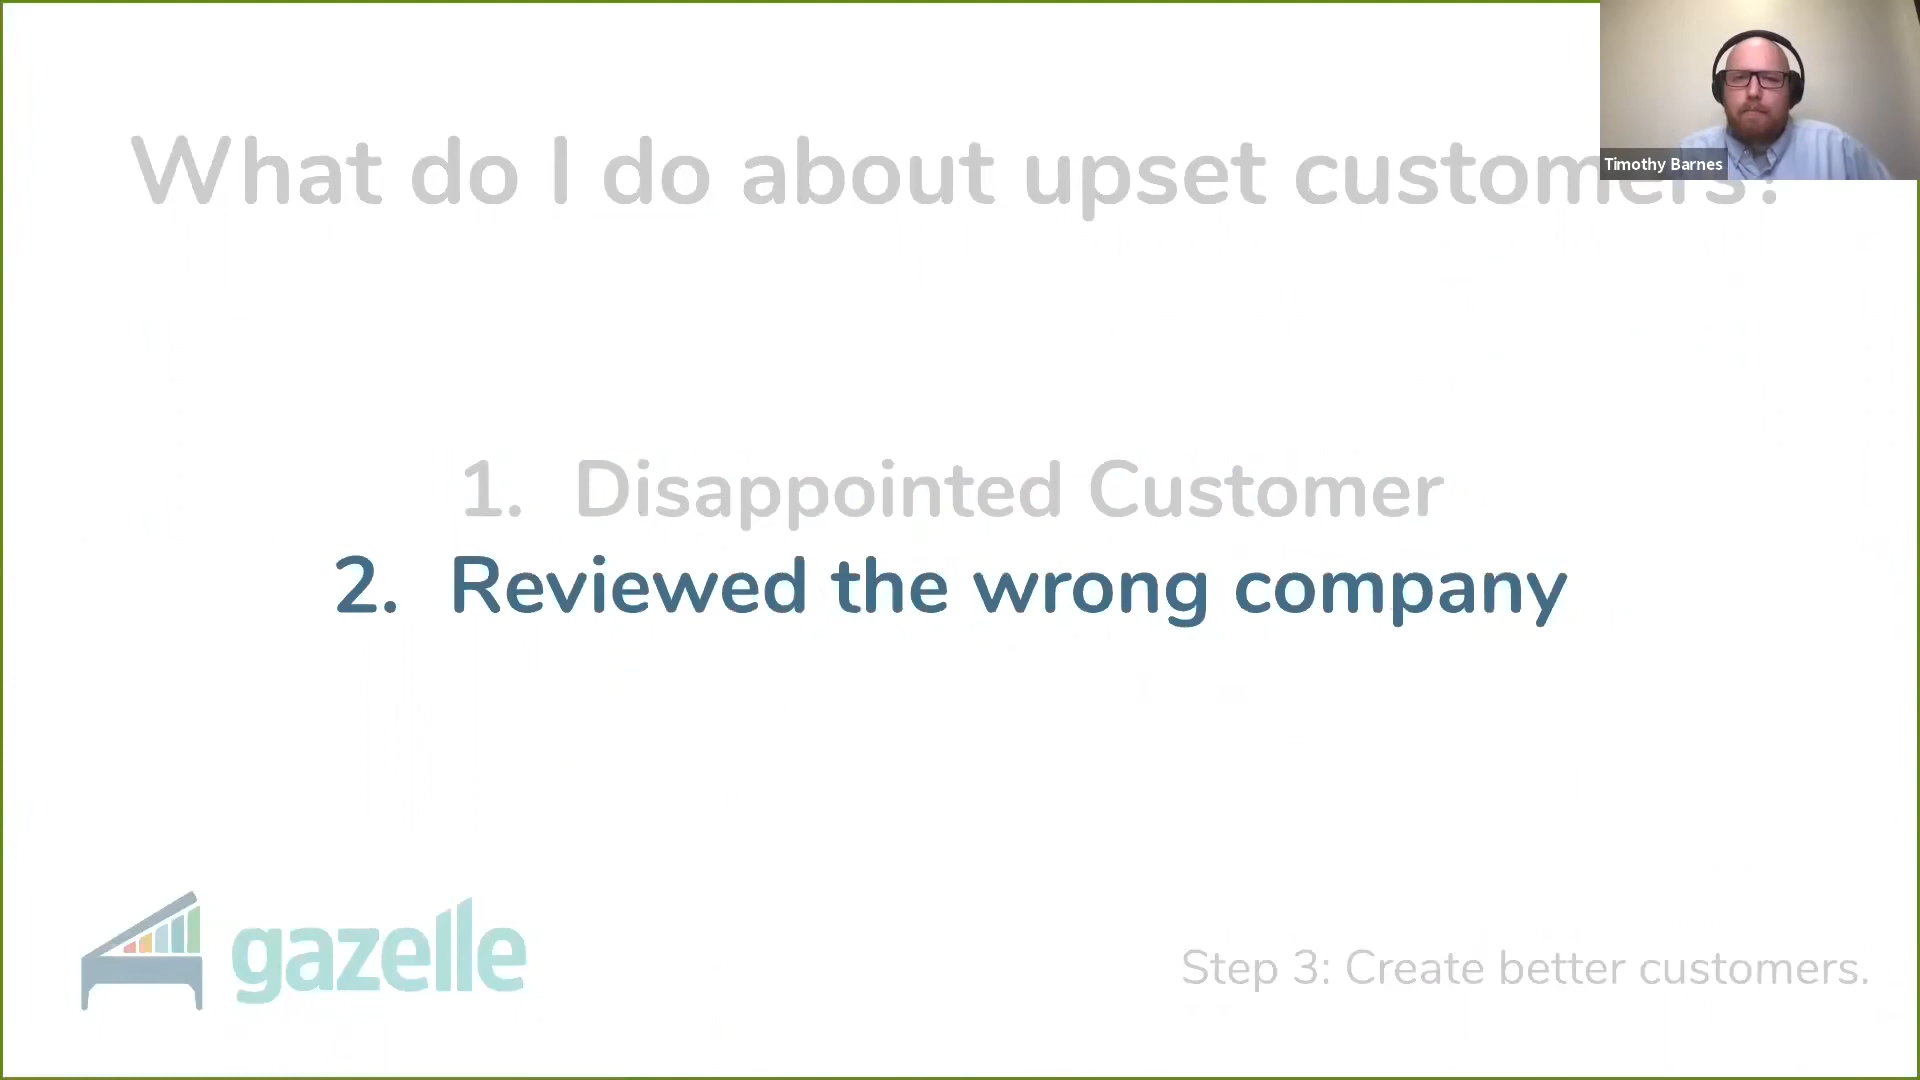 What do I do about upset customers?
Timothy Barnes
1. Disappointed Customer
2. Reviewed the wrong company
gazelle
Step 3: Create better customers.